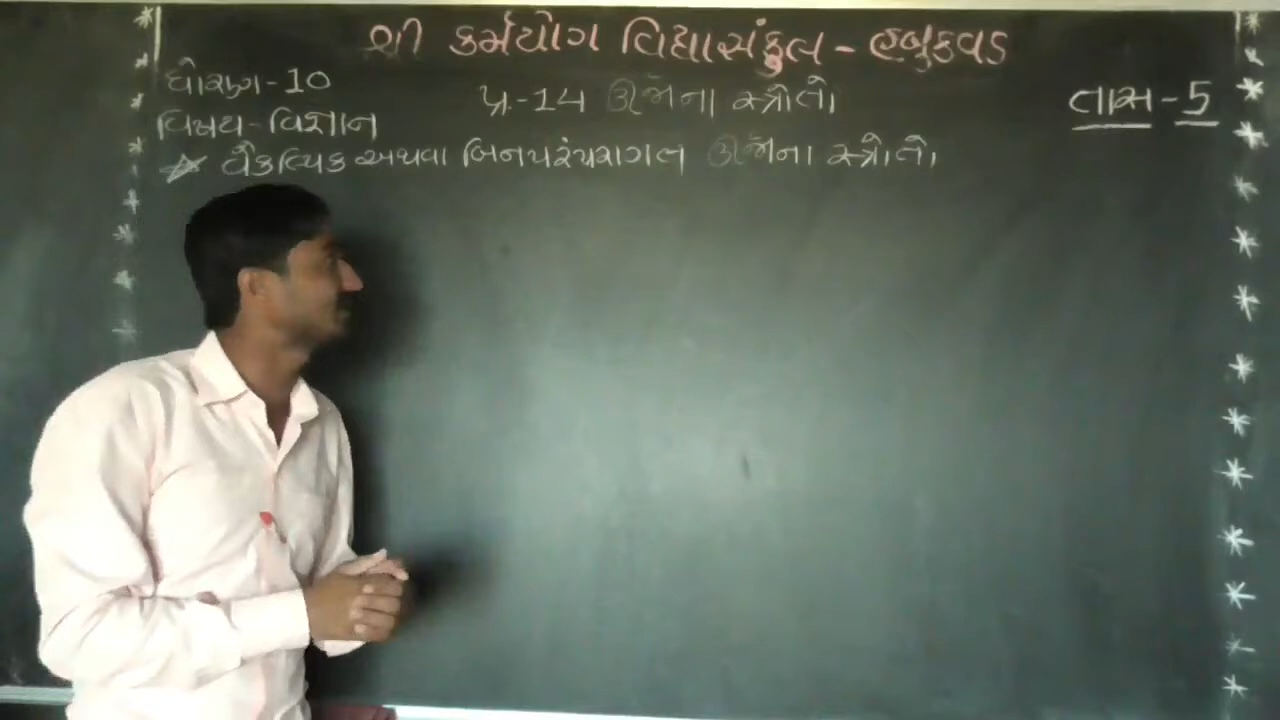 શ્રી કર્મયોગ વિદ્યાસંકુલ - હબુકવડ
ધોરણ - 10
પ્ર. - 14 ઊર્જાના સ્ત્રોતો
તાસ - 5
વિષય - વિજ્ઞાન
વૈકલ્પિક અથવા બિનપરંપરાગત ઊર્જાના સ્ત્રોતો